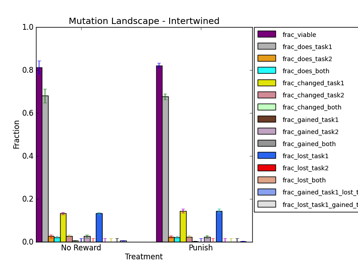 Mutation Landscape - Intertwined
1.0
0.8
0.6
0.4
0.2
0.0
Fraction
No Reward
Punish
Treatment
frac_viable
frac_does_task1
frac_does_task2
frac_does_both
frac_changed_task1
frac_changed_task2
frac_changed_both
frac_gained_task1
frac_gained_task2
frac_gained_both
frac_lost_task1
frac_lost_task2
frac_lost_both
frac_gained_task1_lost_t
frac_lost_task1_gained_t